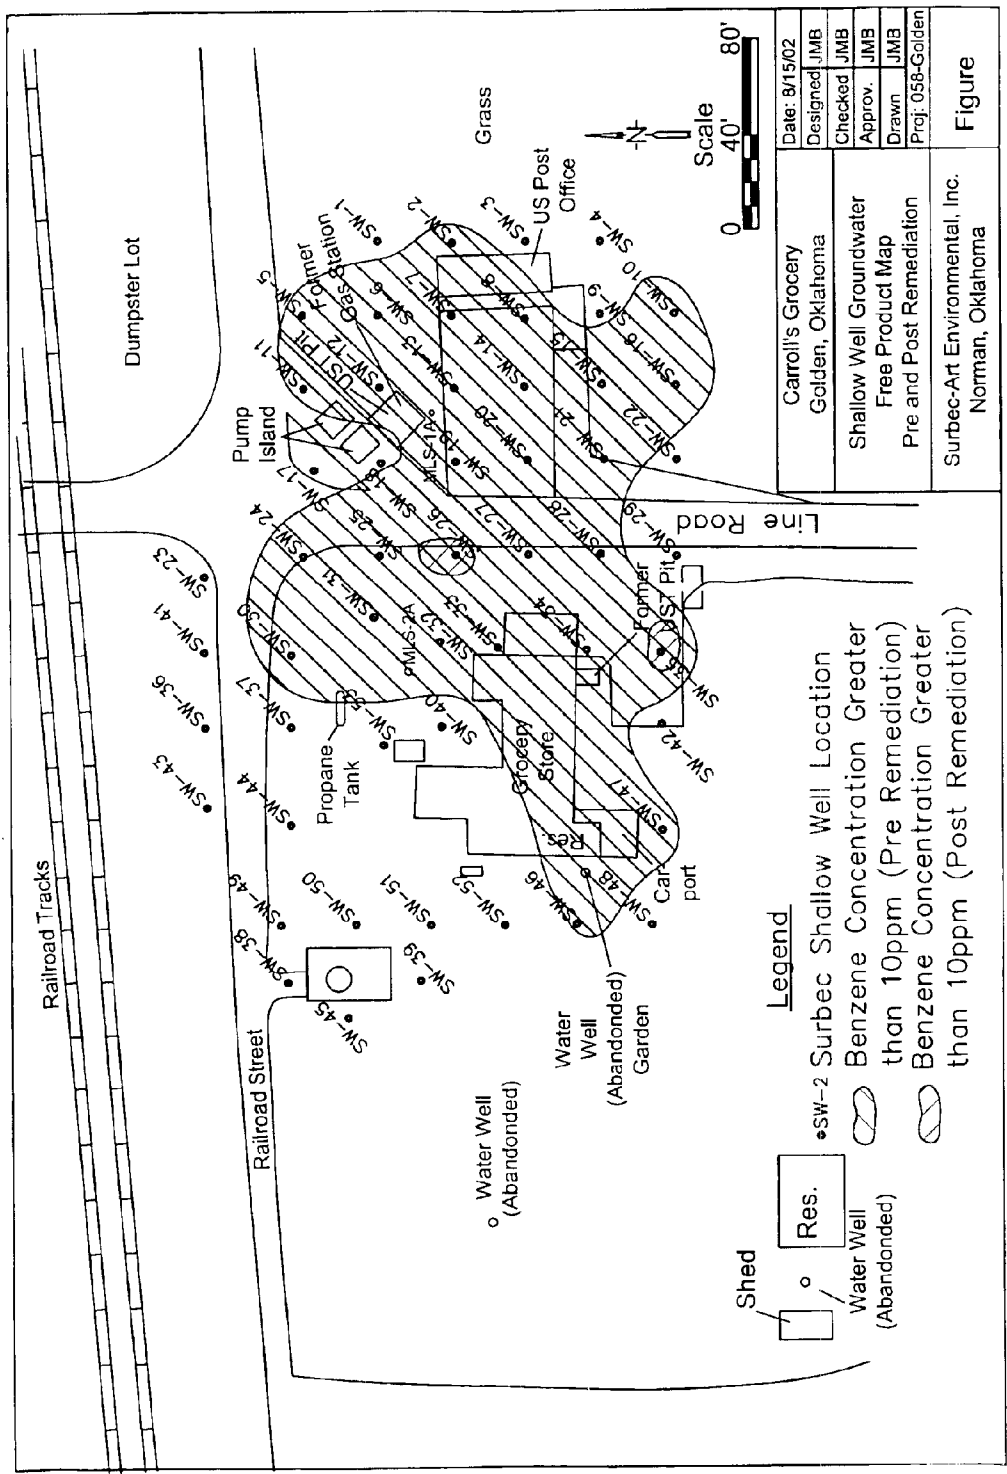 Railroad Tracks
Dumpster Lot
Railroad Street
Grass
Pump
Island
Former
Gas Station
UST Pit
US Post
Office
N
Scale
0
40'
80'
SW-1
SW-2
SW-3
SW-4
SW-5
SW-6
SW-7
SW-8
SW-9
SW-10
SW-11
SW-12
SW-13
SW-14
SW-15
SW-16
SW-17
SW-18
SW-19
SW-20
SW-21
SW-22
SW-23
SW-24
SW-25
SW-26
SW-27
SW-28
SW-29
SW-30
SW-31
SW-32
SW-33
SW-34
SW-36
SW-37
SW-38
SW-39
SW-40
SW-41
SW-42
SW-43
SW-44
SW-45
SW-46
SW-47
SW-48
SW-49
SW-50
SW-51
SW-52
SW-53
MLS-1A
MLS-2A
Propane
Tank
Grocery
Store
Res.
Car
port
Former
UST Pit
Line Road
Water
Well
(Abandonded)
Garden
Water Well
(Abandonded)
Shed
Res.
Water Well
(Abandonded)
Legend
SW-2 Surbec Shallow Well Location
Benzene Concentration Greater
than 10ppm (Pre Remediation)
Benzene Concentration Greater
than 10ppm (Post Remediation)
Carroll's Grocery
Golden, Oklahoma
Shallow Well Groundwater
Free Product Map
Pre and Post Remediation
Surbec-Art Environmental, Inc.
Norman, Oklahoma
Date: 8/15/02
Designed JMB
Checked JMB
Approv. JMB
Drawn JMB
Proj: 058-Golden
Figure